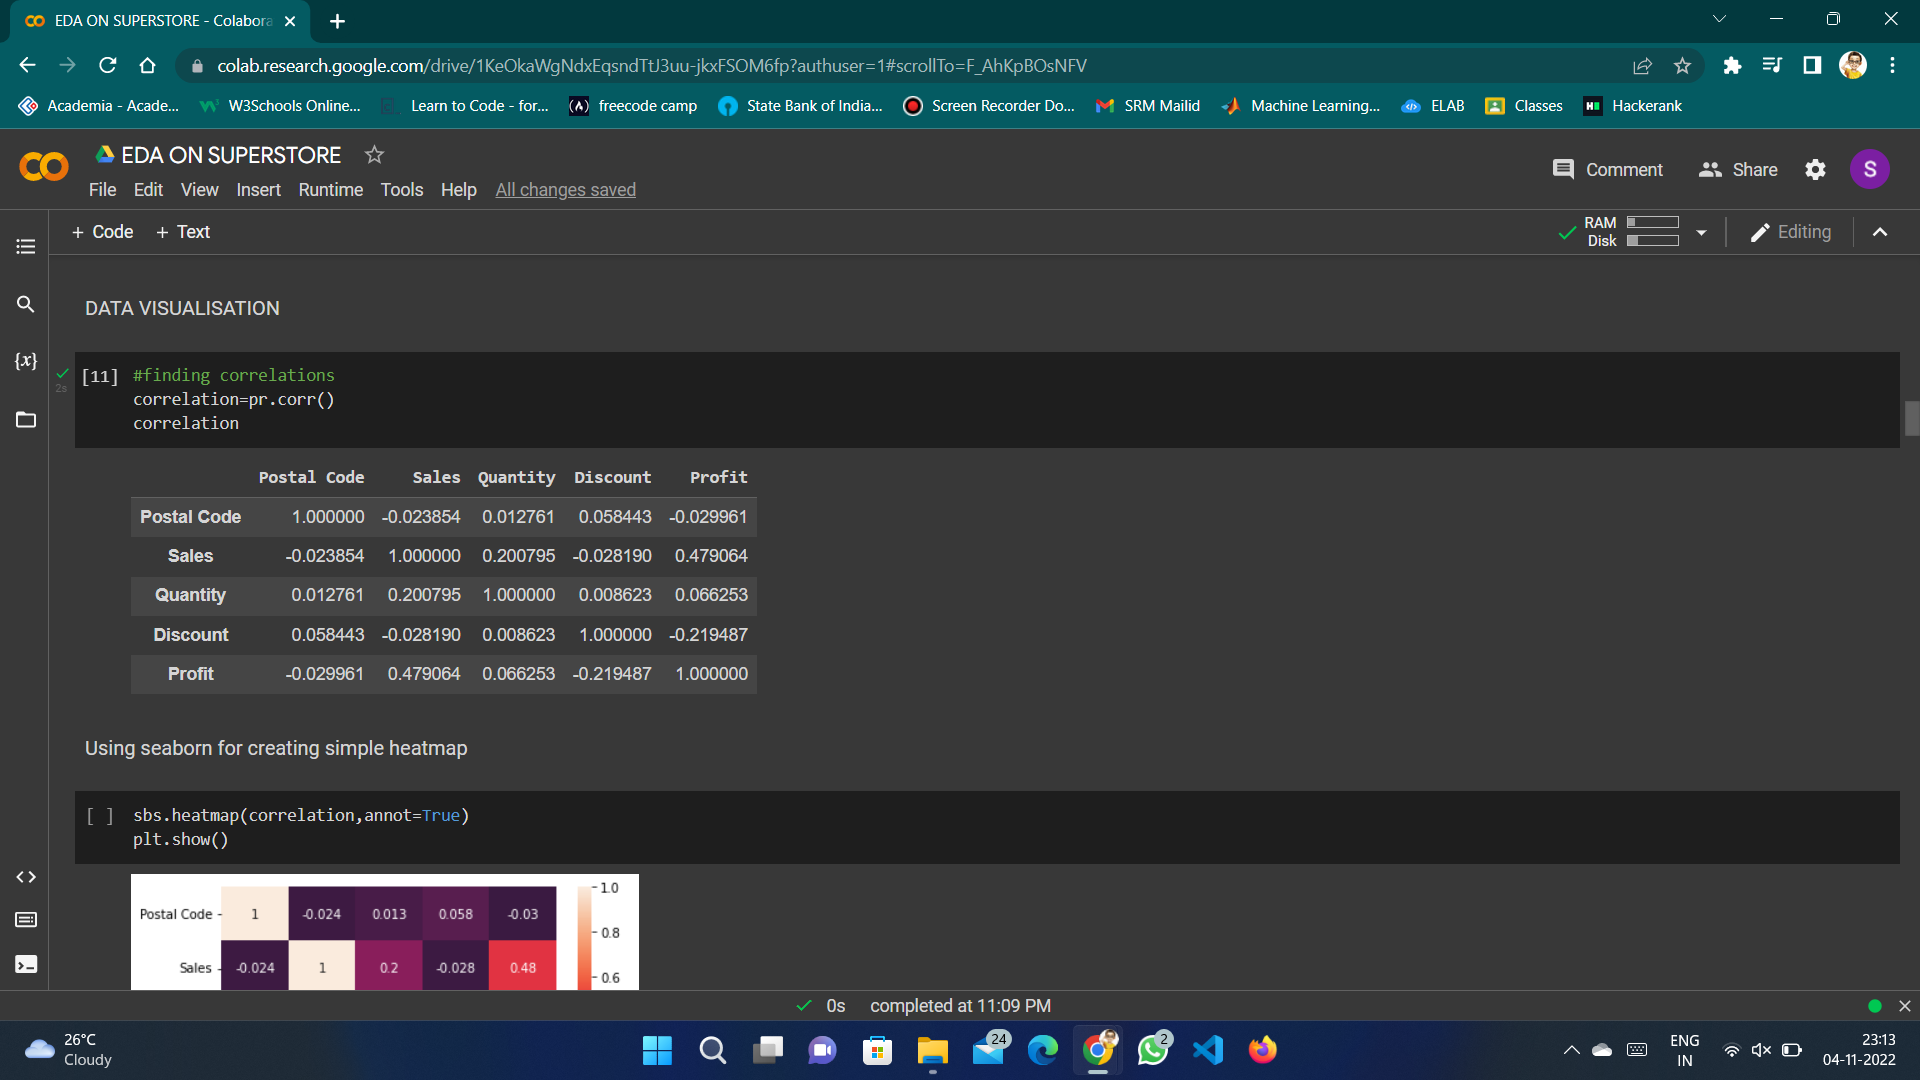 EDA ON SUPERSTORE - Colabora
colab.research.google.com/drive/1KeOkaWgNdxEqsndTtJ3uu-jkxFSOM6fp?authuser=1#scrollTo=F_AhKpBOsNFV
Academia - Acade... W3Schools Online... Learn to Code - for... freecode camp State Bank of India... Screen Recorder Do... SRM Mailid Machine Learning... ELAB Classes Hackerank
EDA ON SUPERSTORE
Comment Share S
File Edit View Insert Runtime Tools Help All changes saved
+ Code + Text
RAM
Disk
Editing
DATA VISUALISATION
{x}
2s
[11] #finding correlations
correlation=pr.corr()
correlation
Postal Code Sales Quantity Discount Profit
Postal Code 1.000000 -0.023854 0.012761 0.058443 -0.029961
Sales -0.023854 1.000000 0.200795 -0.028190 0.479064
Quantity 0.012761 0.200795 1.000000 0.008623 0.066253
Discount 0.058443 -0.028190 0.008623 1.000000 -0.219487
Profit -0.029961 0.479064 0.066253 -0.219487 1.000000
Using seaborn for creating simple heatmap
[ ] sbs.heatmap(correlation,annot=True)
plt.show()
Postal Code 1 -0.024 0.013 0.058 -0.03
Sales -0.024 1 0.2 -0.028 0.48
1.0
0.8
0.6
0s completed at 11:09 PM
26°C
Cloudy
24
2
ENG
IN
23:13
04-11-2022